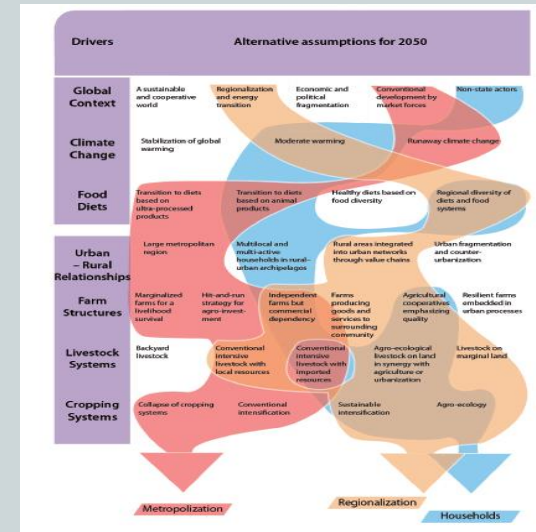 Drivers
Alternative assumptions for 2050
Global
Context
A sustainable
and cooperative
world
Regionalization
and energy
transition
Economic and
political
fragmentation
Conventional
development by
market forces
Non-state actors
Climate
Change
Stabilization of global
warming
Moderate warming
Runaway climate change
Food
Diets
Transition to diets
based on
ultra-processed
products
Transition to diets
based on animal
products
Healthy diets based on
food diversity
Regional diversity of
diets and food
systems
Urban
– Rural
Relationships
Large metropolitan
region
Multilocal and
multi-active
households in rural–
urban archipelagos
Rural areas integrated
into urban networks
through value chains
Urban fragmentation
and counter-
urbanization
Farm
Structures
Marginalized
farms for a
livelihood
survival
Hit-and-run
strategy for
agro-invest-
ment
Independent
farms but
commercial
dependency
Farms
producing
goods and
services to
surrounding
community
Agricultural
cooperatives
emphasizing
quality
Resilient farms
embedded in
urban processes
Livestock
Systems
Backyard
livestock
Conventional
intensive
livestock with
local resources
Conventional
intensive
livestock with
imported
resources
Agro-ecological
livestock on land
in synergy with
agriculture or
urbanization
Livestock on
marginal land
Cropping
Systems
Collapse of cropping
systems
Conventional
intensification
Sustainable
intensification
Agro-ecology
Metropolization
Regionalization
Households